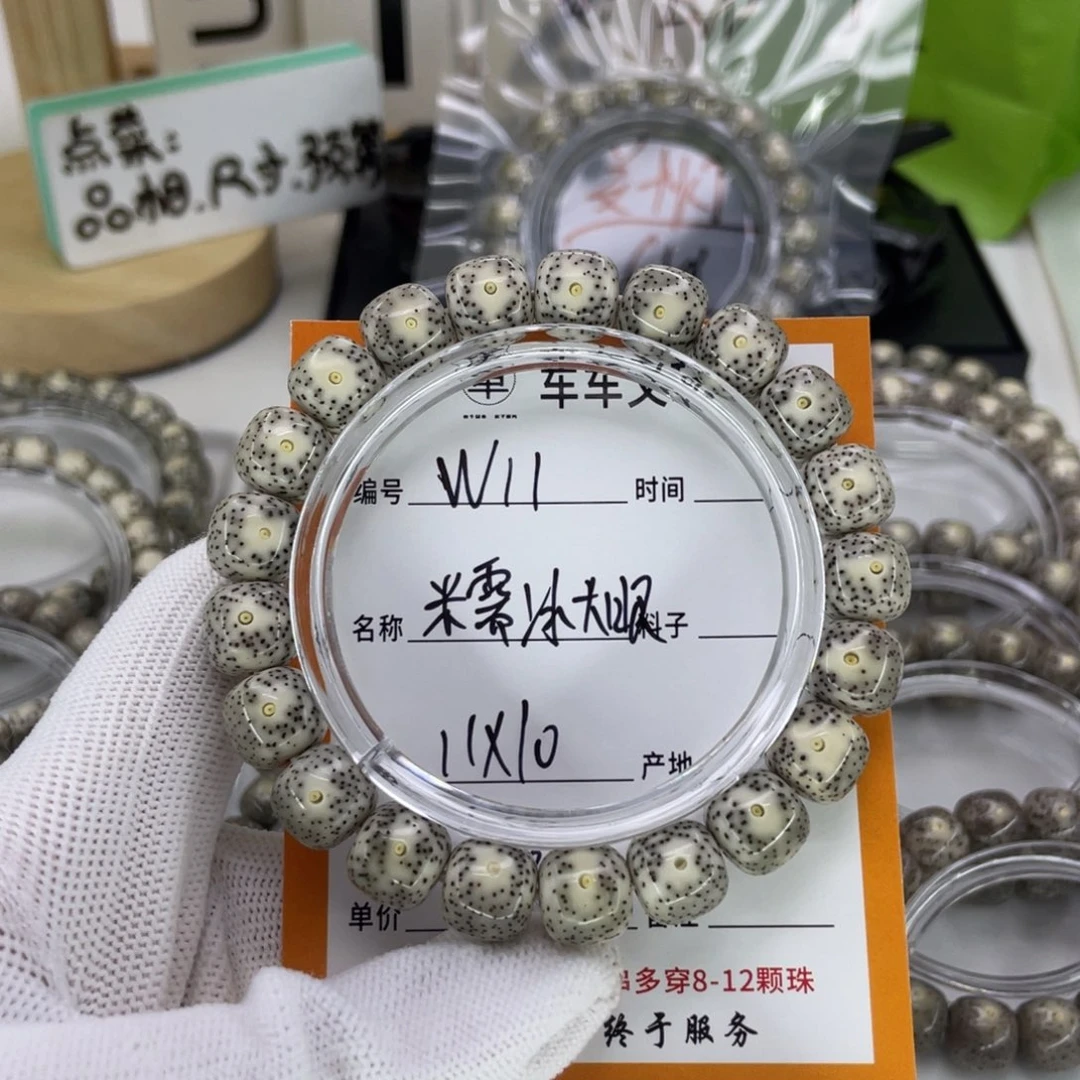 点菜：
品相.尺寸.预算
车车文
编号 W11 时间
名称 米雾冰大眼 料子
11X10 产地
单价
多穿8-12颗珠
终于服务